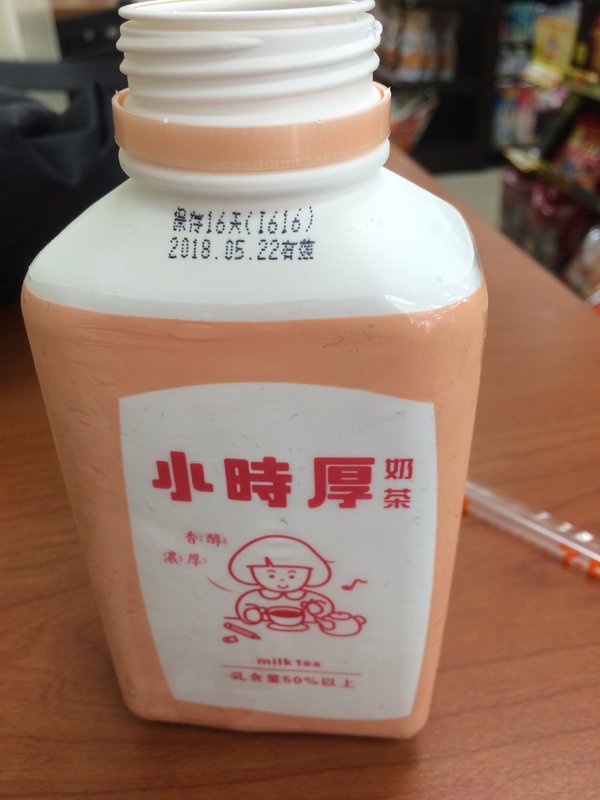 保存16天(I616)
2018.05.22有效
小時厚
奶茶
香醇
濃厚
milk tea
乳含量50%以上